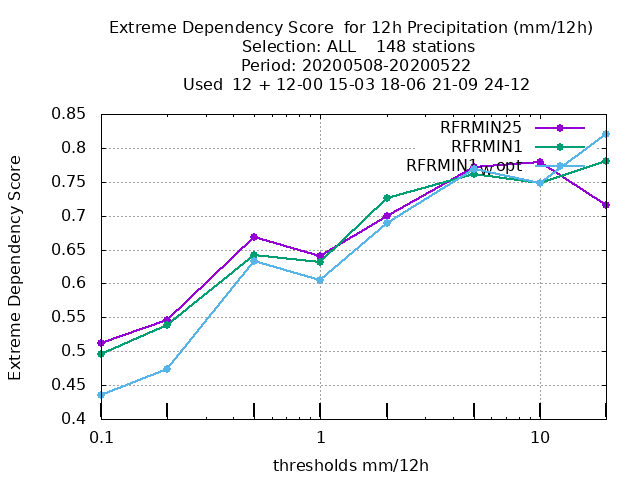 Extreme Dependency Score  for 12h Precipitation (mm/12h)
Selection: ALL    148 stations
Period: 20200508-20200522
Used  12 + 12-00 15-03 18-06 21-09 24-12
RFRMIN25
RFRMIN1
RFRMIN1w/opt
0.85
0.8
0.75
0.7
0.65
0.6
0.55
0.5
0.45
0.4
Extreme Dependency Score
0.1
1
10
thresholds mm/12h